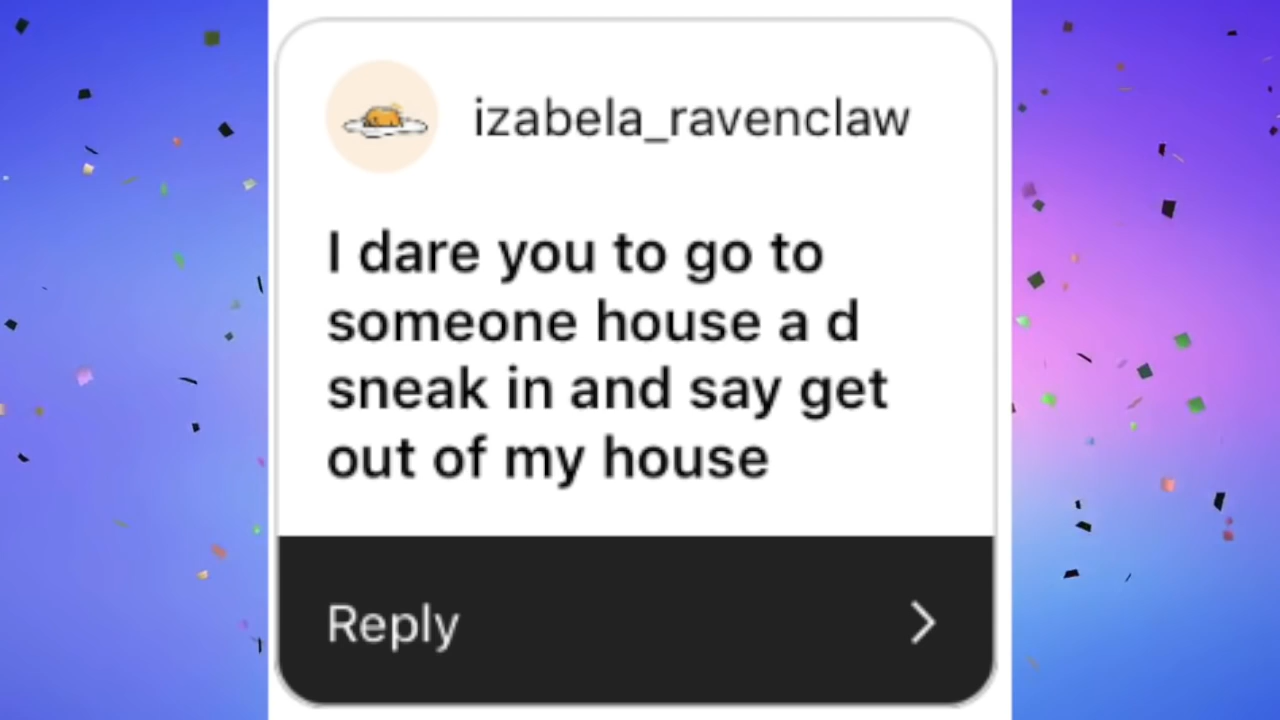 izabela_ravenclaw
I dare you to go to
someone house a d
sneak in and say get
out of my house
Reply